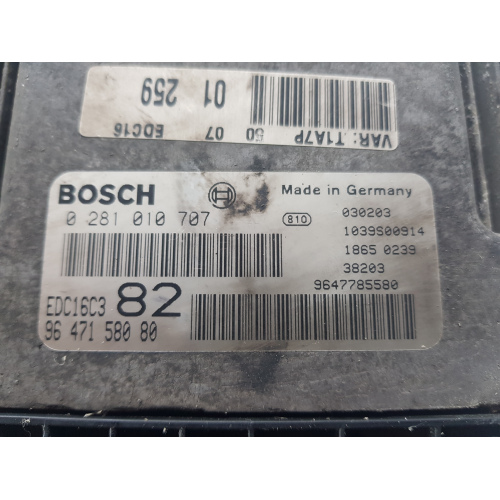 01 259
50 07
EDC16
VAR: T1A7P
BOSCH
Made in Germany
0 281 010 707
810
030203
1039S00914
1865 0239
38203
9647785580
EDC16C3 82
96 471 580 80